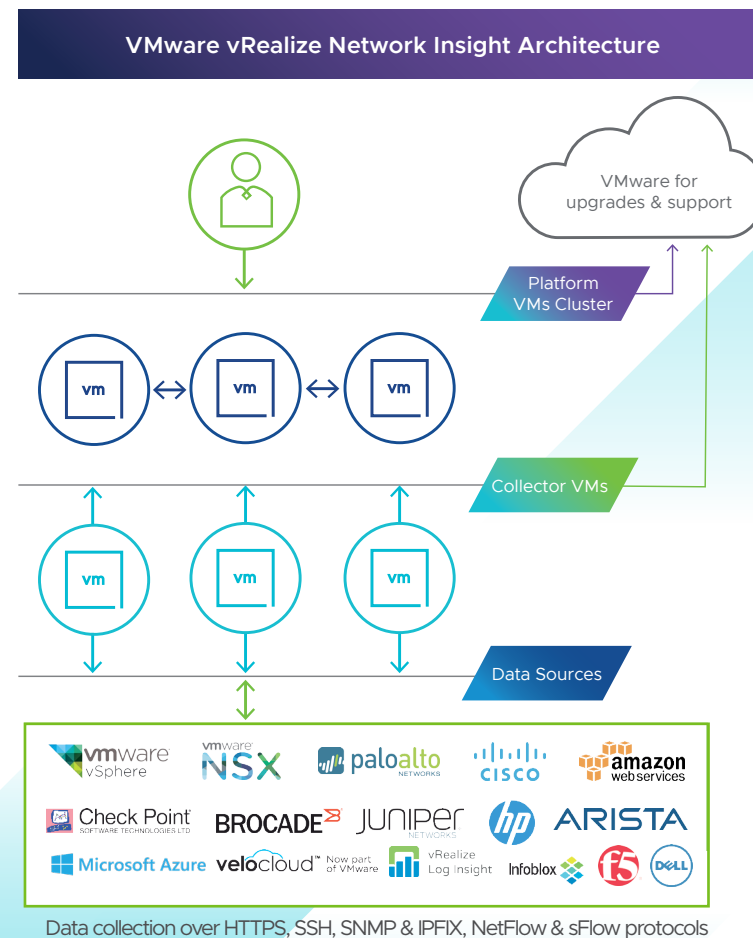 VMware vRealize Network Insight Architecture
VMware for
upgrades & support
Platform
VMs Cluster
vm
vm
vm
Collector VMs
vm
vm
vm
Data Sources
vmware
vSphere
vmware
NSX
paloalto
NETWORKS
CISCO
amazon
webservices
Check Point
SOFTWARE TECHNOLOGIES LTD
BROCADE
JUNIPER
NETWORKS
hp
ARISTA
Microsoft Azure
velocloud™ Now part
of VMware
vRealize
Log Insight
Infoblox
f5
DELL
Data collection over HTTPS, SSH, SNMP & IPFIX, NetFlow & sFlow protocols